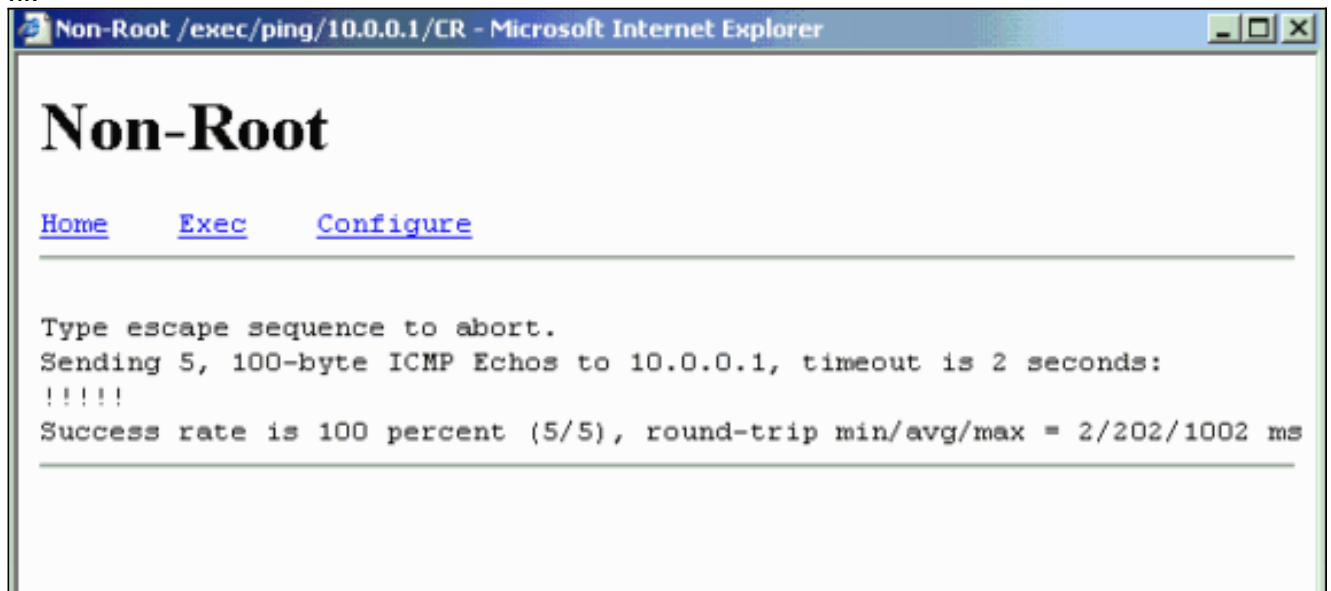 Non-Root /exec/ping/10.0.0.1/CR - Microsoft Internet Explorer
Non-Root
Home Exec Configure
Type escape sequence to abort.
Sending 5, 100-byte ICMP Echos to 10.0.0.1, timeout is 2 seconds:
!!!!!
Success rate is 100 percent (5/5), round-trip min/avg/max = 2/202/1002 ms